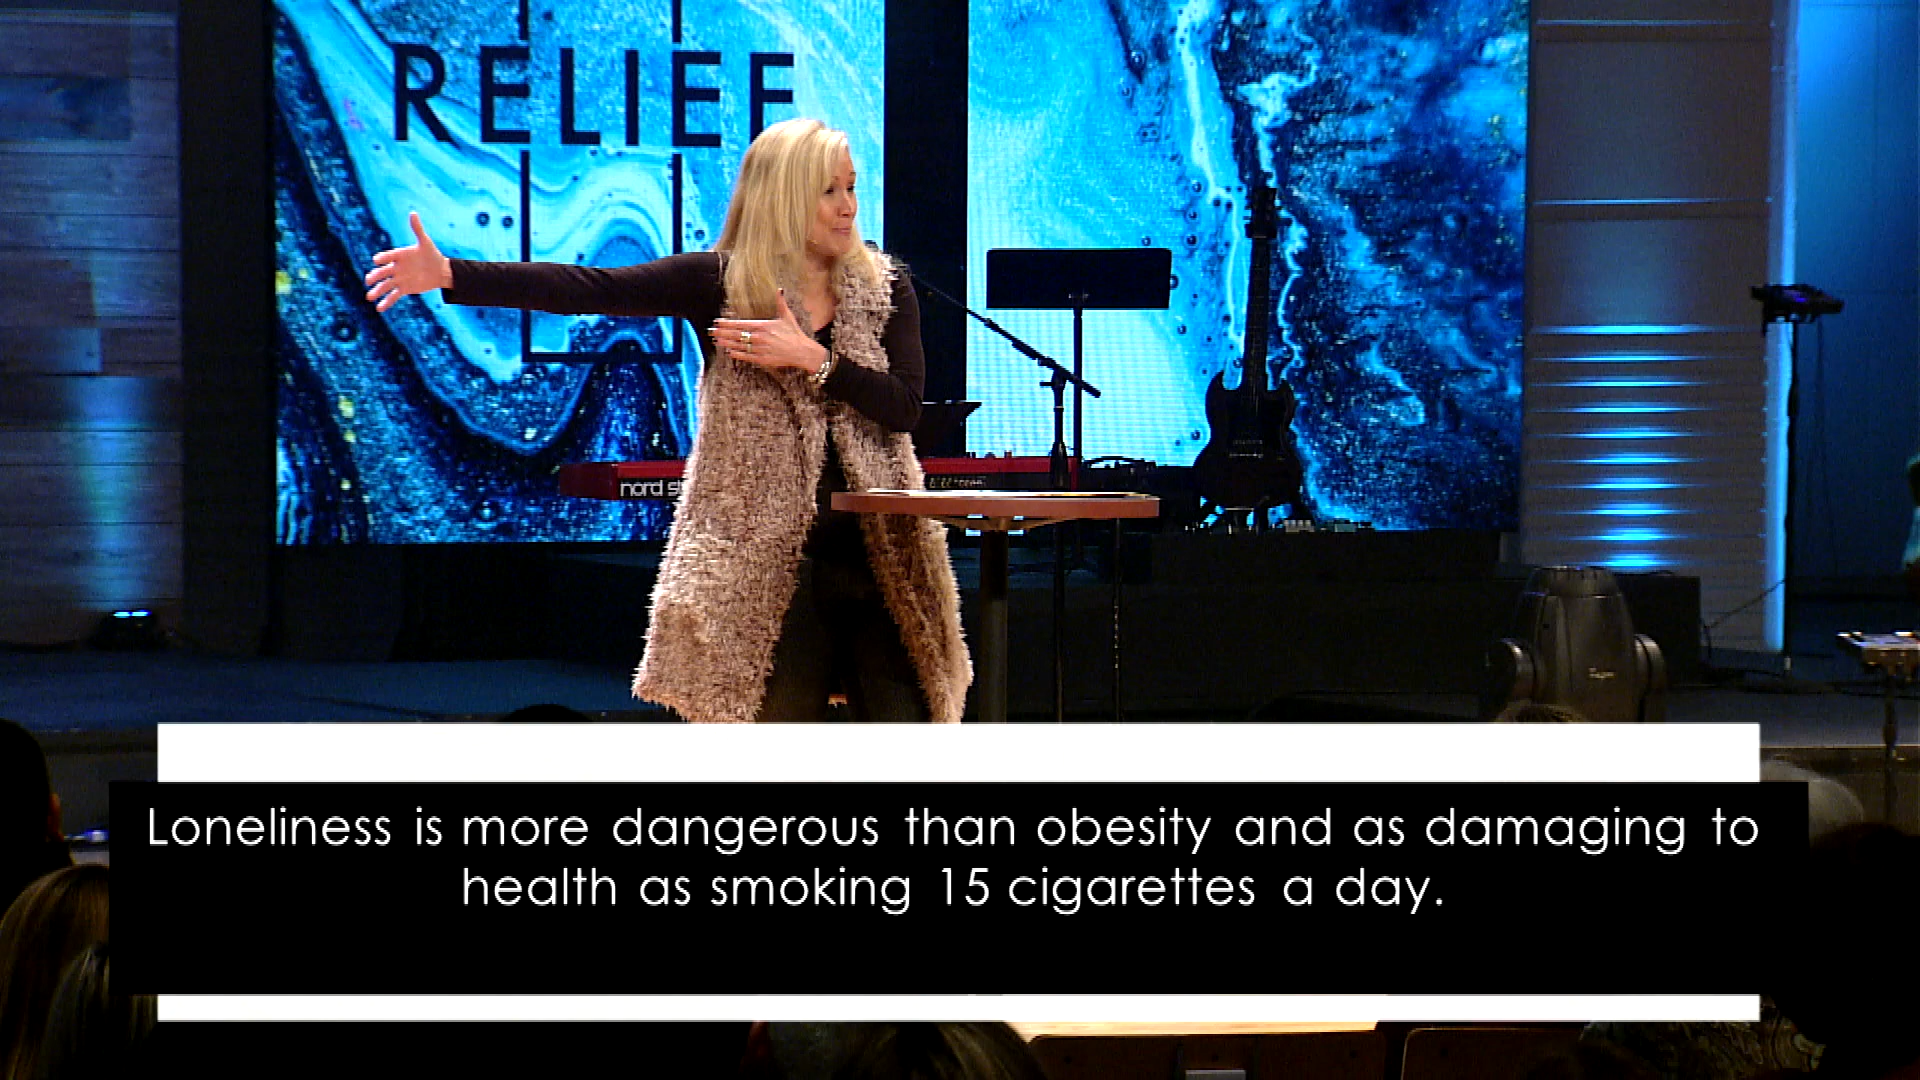 RELIEF
nord
Loneliness is more dangerous than obesity and as damaging to
health as smoking 15 cigarettes a day.